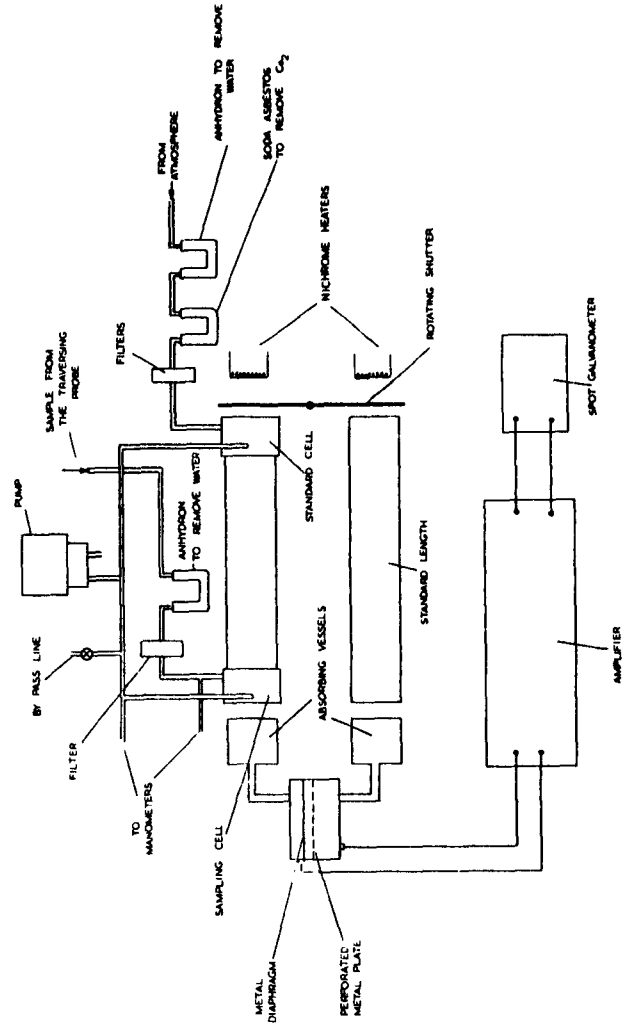 PUMP
SAMPLE FROM
THE TRAVERSING
PROBE
FROM
ATMOSPHERE
ANHYDRON TO REMOVE
WATER
SODA ASBESTOS
TO REMOVE Co2
BY PASS LINE
FILTERS
FILTER
ANHYDRON
TO REMOVE WATER
TO
MANOMETERS
NICHROME HEATERS
SAMPLING CELL
STANDARD CELL
ROTATING SHUTTER
ABSORBING VESSELS
STANDARD LENGTH
METAL
DIAPHRAGM
PERFORATED
METAL PLATE
AMPLIFIER
SPOT GALVANOMETER